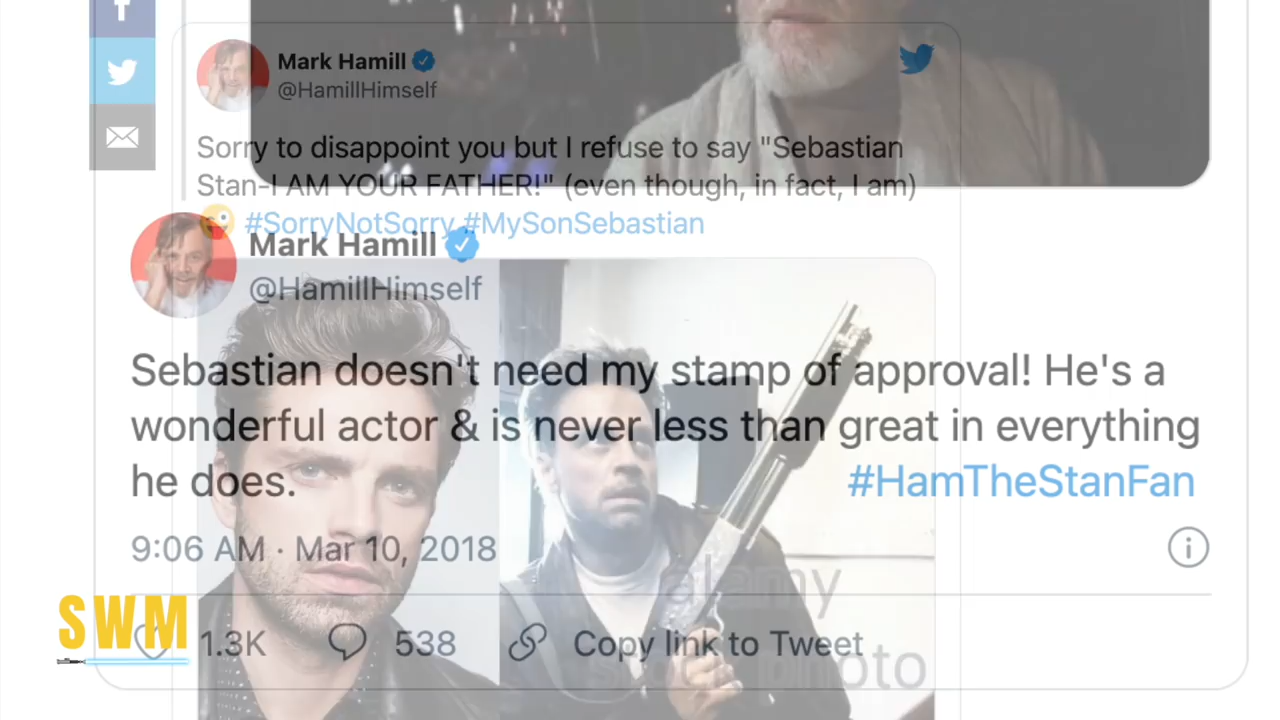 Mark Hamill
@HamillHimself
Sorry to disappoint you but I refuse to say "Sebastian
Stan-I AM YOUR FATHER!" (even though, in fact, I am)
#SorryNotSorry #MySonSebastian
Mark Hamill
@HamillHimself
Sebastian doesn't need my stamp of approval! He's a
wonderful actor & is never less than great in everything
he does. #HamTheStanFan
9:06 AM · Mar 10, 2018
alamy
stock photo
SWM
1.3K 538 Copy link to Tweet